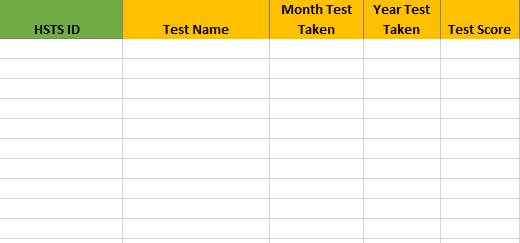 HSTS ID
Test Name
Month Test
Taken
Year Test
Taken
Test Score